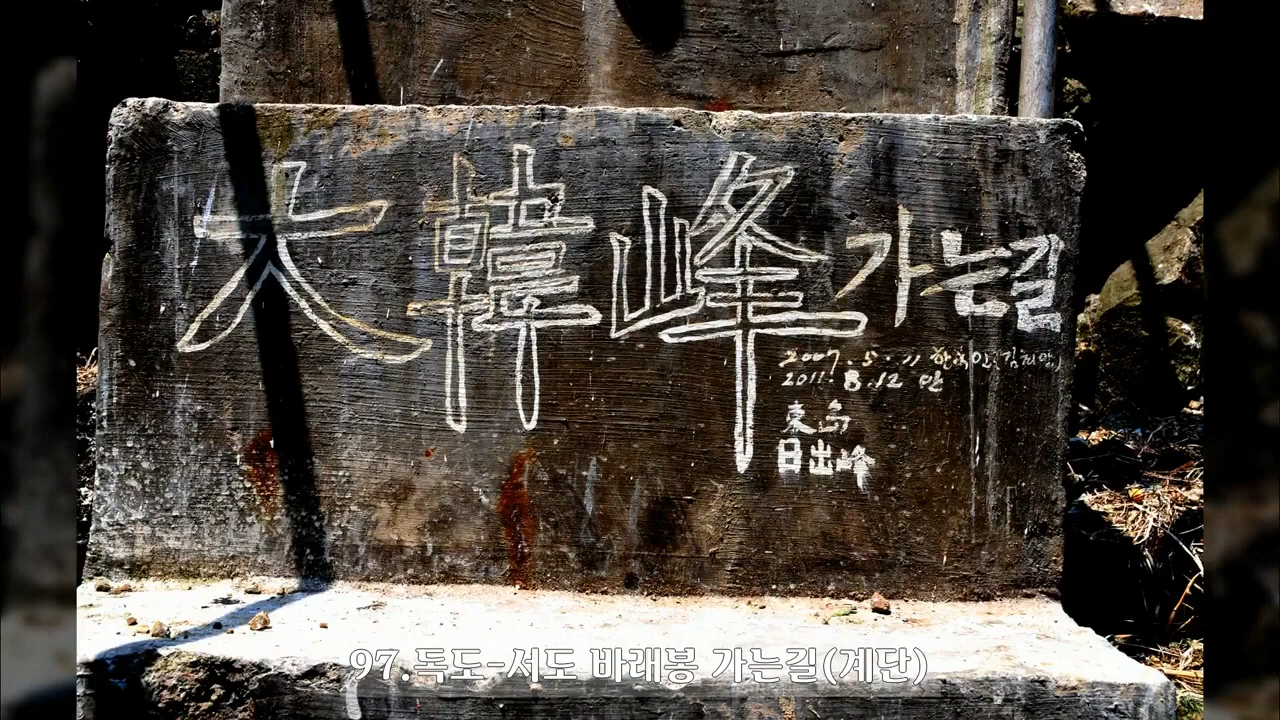 大韓峰 가는길
2007.5.11
2011.8.12
東島
日出峰
97.독도-서도 바래봉 가는길(계단)